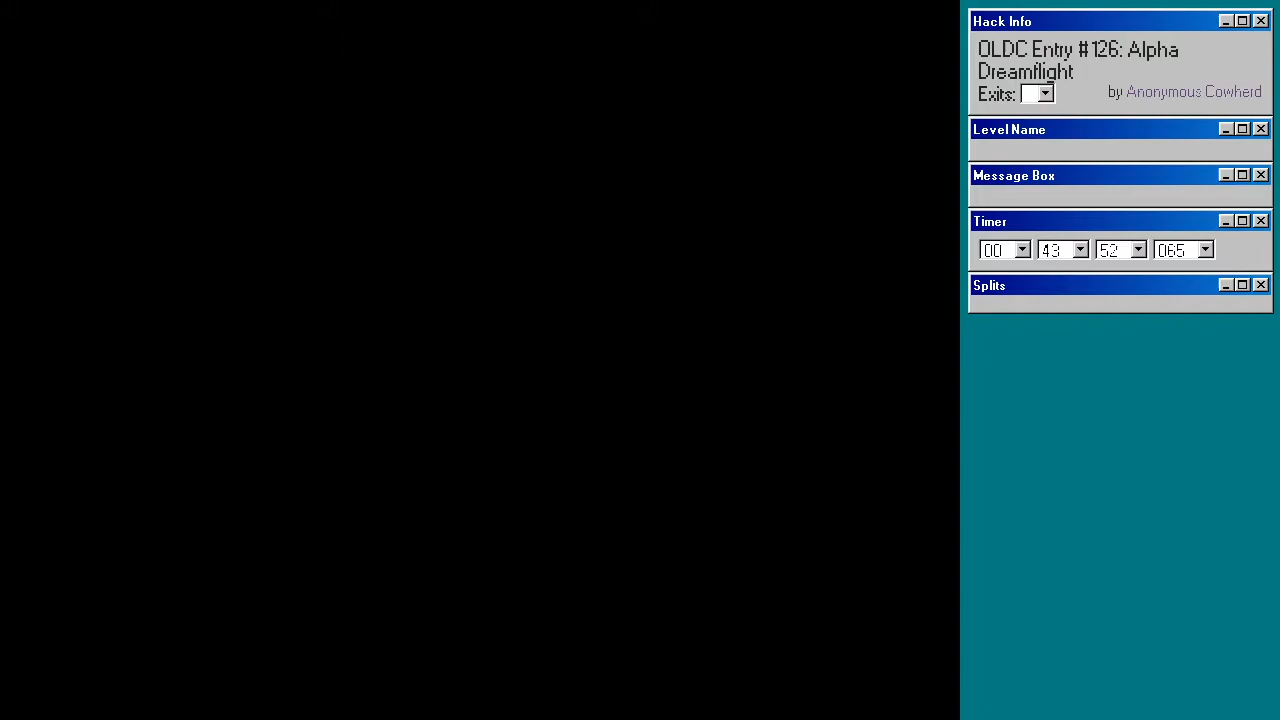 Hack Info
OLDC Entry #126: Alpha
Dreamflight
Exits:
by Anonymous Cowherd
Level Name
Message Box
Timer
00 43 52 065
Splits